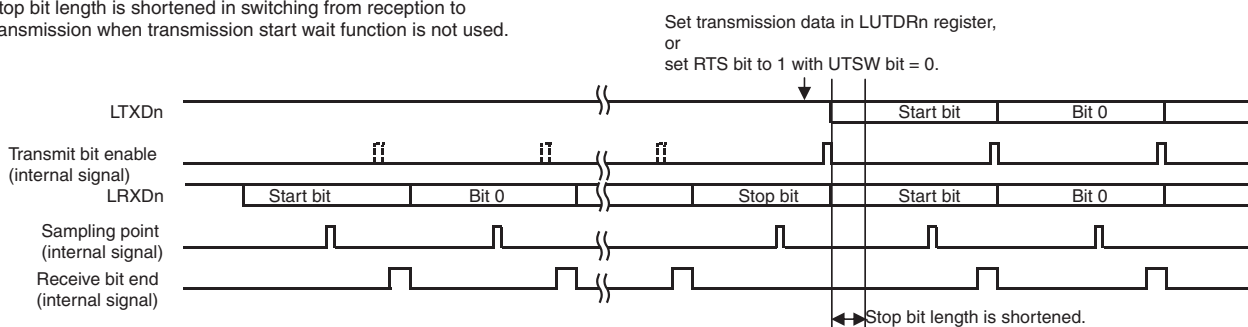 top bit length is shortened in switching from reception to
ansmission when transmission start wait function is not used.
Set transmission data in LUTDRn register,
or
set RTS bit to 1 with UTSW bit = 0.
LTXDn
Start bit
Bit 0
Transmit bit enable
(internal signal)
LRXDn
Start bit
Bit 0
Stop bit
Start bit
Bit 0
Sampling point
(internal signal)
Receive bit end
(internal signal)
Stop bit length is shortened.